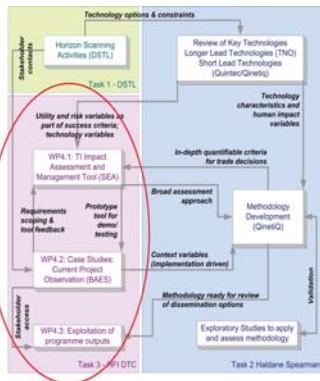 Technology options & constraints
Stakeholder
contacts
Horizon Scanning
Activities (DSTL)
Task 1 - DSTL
Review of Key Technologies
Longer Lead Technologies (TNO)
Short Lead Technologies
(Quintec/Qinetiq)
Utility and risk variables as
part of success criteria;
technology variables
Technology
characteristics and
human impact
variables
WP4.1: TI Impact
Assessment and
Management Tool (SEA)
In-depth quantifiable criteria
for trade decisions
Broad assessment
approach
Requirements
scoping &
tool feedback
Prototype
tool for
demo/
testing
Methodology
Development
(QinetiQ)
WP4.2: Case Studies:
Current Project
Observation (BAES)
Context variables
(implementation driven)
Stakeholder
access
Methodology ready for review
of dissemination options
Validation
WP4.3: Exploitation of
programme outputs
Exploratory Studies to apply
and assess methodology
Task 3 - HFI DTC
Task 2 Haldane Spearman